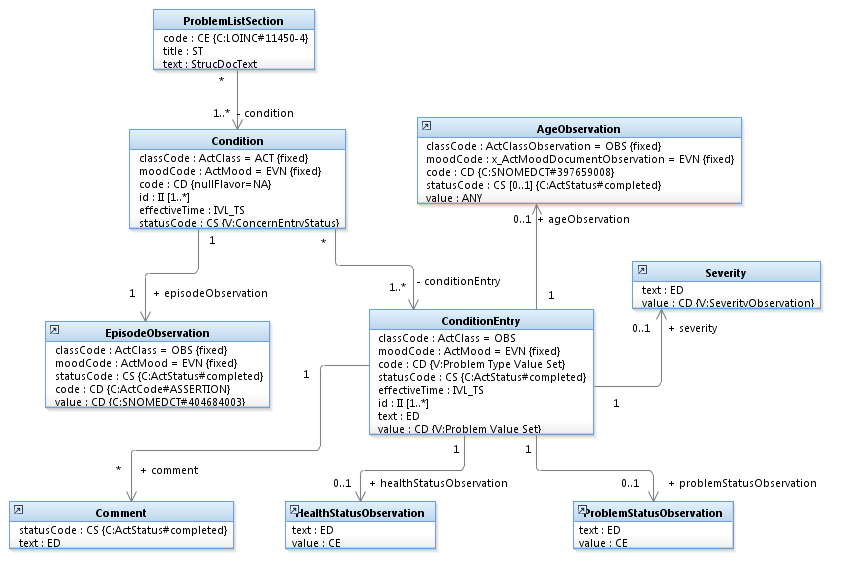 ProblemListSection
code : CE {C:LOINC#11450-4}
title : ST
text : StrucDocText
*
1..* - condition
Condition
classCode : ActClass = ACT {fixed}
moodCode : ActMood = EVN {fixed}
code : CD {nullFlavor=NA}
id : II [1..*]
effectiveTime : IVL_TS
statusCode : CS {V:ConcernEntryStatus}
AgeObservation
classCode : ActClassObservation = OBS {fixed}
moodCode : x_ActMoodDocumentObservation = EVN {fixed}
code : CD {C:SNOMEDCT#397659008}
statusCode : CS [0..1] {C:ActStatus#completed}
value : ANY
0..1 + ageObservation
1
1
1 + episodeObservation
*
1..* - conditionEntry
Severity
text : ED
value : CD {V:SeverityObservation}
0..1 + severity
1
EpisodeObservation
classCode : ActClass = OBS {fixed}
moodCode : ActMood = EVN {fixed}
statusCode : CS {C:ActStatus#completed}
code : CD {C:ActCode#ASSERTION}
value : CD {C:SNOMEDCT#404684003}
ConditionEntry
classCode : ActClass = OBS
moodCode : ActMood = EVN {fixed}
code : CD {V:Problem Type Value Set}
statusCode : CS {C:ActStatus#completed}
effectiveTime : IVL_TS
id : II [1..*]
text : ED
value : CD {V:Problem Value Set}
1
* + comment
1
0..1 + healthStatusObservation
1
0..1 + problemStatusObservation
Comment
statusCode : CS {C:ActStatus#completed}
text : ED
HealthStatusObservation
text : ED
value : CE
ProblemStatusObservation
text : ED
value : CE